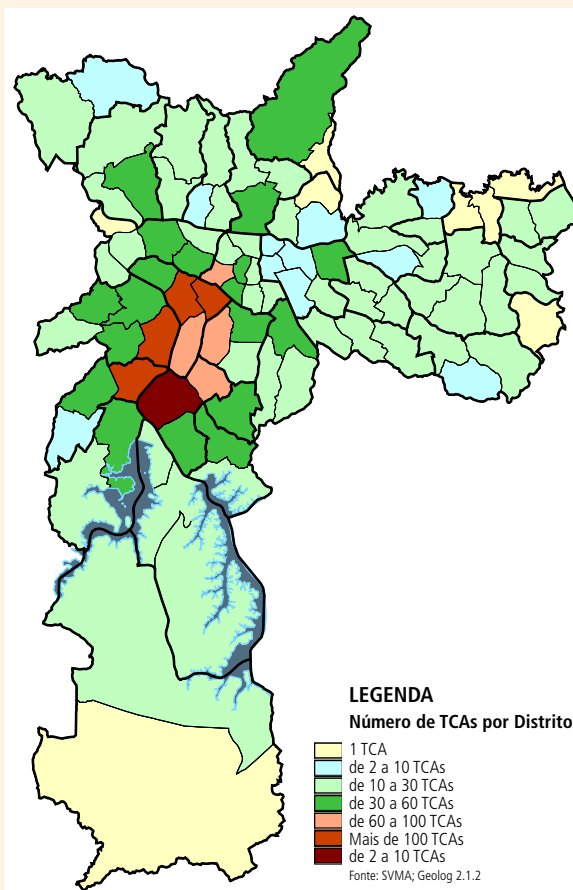 LEGENDA
Número de TCAs por Distrito
1 TCA
de 2 a 10 TCAs
de 10 a 30 TCAs
de 30 a 60 TCAs
de 60 a 100 TCAs
Mais de 100 TCAs
de 2 a 10 TCAs
Fonte: SVMA; Geolog 2.1.2